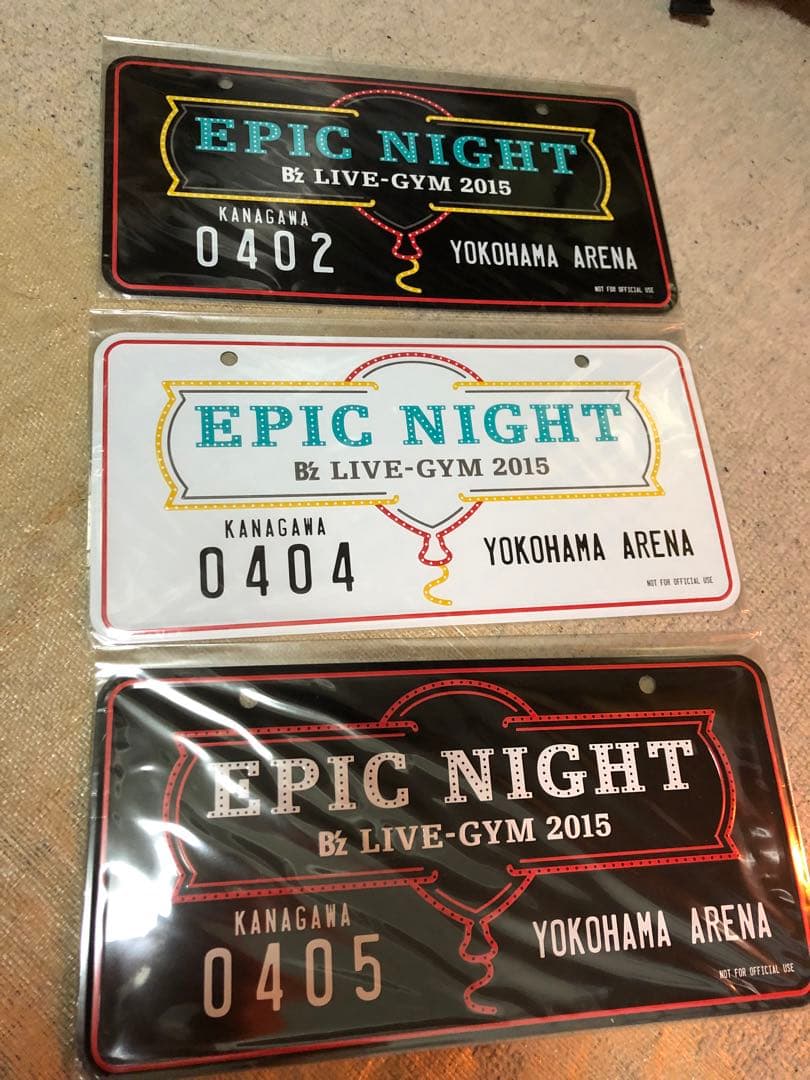 EPIC NIGHT
B'z LIVE-GYM 2015
KANAGAWA
0402
YOKOHAMA ARENA
NOT FOR OFFICIAL USE
EPIC NIGHT
B'z LIVE-GYM 2015
KANAGAWA
0404
YOKOHAMA ARENA
NOT FOR OFFICIAL USE
EPIC NIGHT
B'z LIVE-GYM 2015
KANAGAWA
0405
YOKOHAMA ARENA
NOT FOR OFFICIAL USE